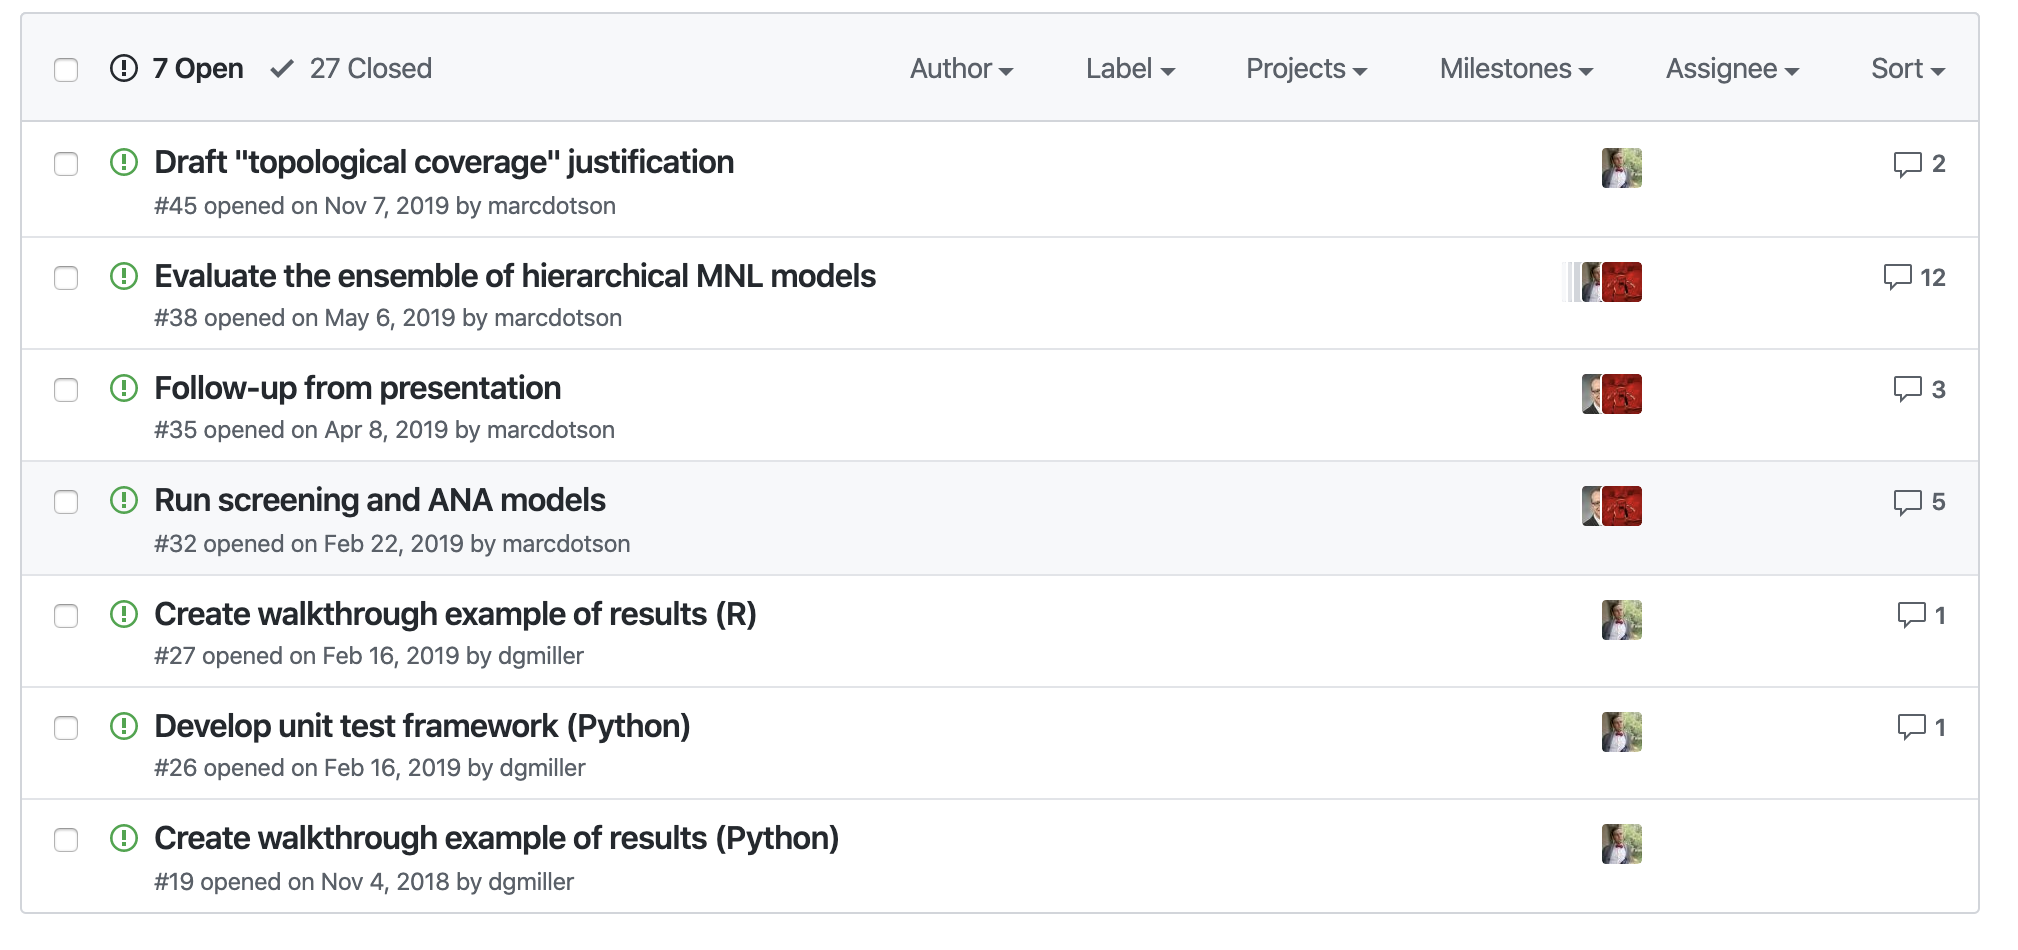 7 Open 27 Closed Author Label Projects Milestones Assignee Sort
Draft "topological coverage" justification 2
#45 opened on Nov 7, 2019 by marcdotson
Evaluate the ensemble of hierarchical MNL models 12
#38 opened on May 6, 2019 by marcdotson
Follow-up from presentation 3
#35 opened on Apr 8, 2019 by marcdotson
Run screening and ANA models 5
#32 opened on Feb 22, 2019 by marcdotson
Create walkthrough example of results (R) 1
#27 opened on Feb 16, 2019 by dgmiller
Develop unit test framework (Python) 1
#26 opened on Feb 16, 2019 by dgmiller
Create walkthrough example of results (Python)
#19 opened on Nov 4, 2018 by dgmiller